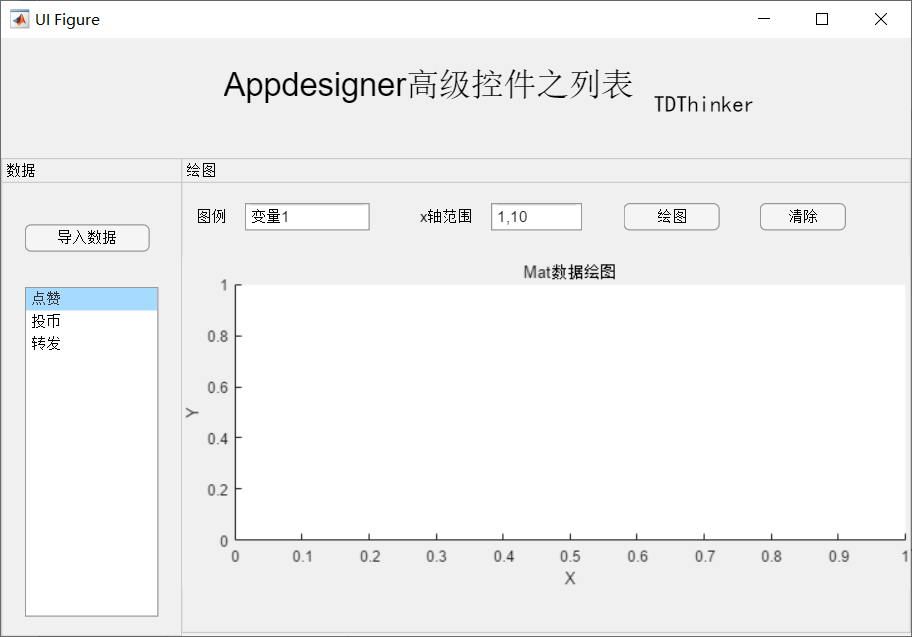 UI Figure
Appdesigner高级控件之列表
TDThinker
数据
绘图
图例 变量1 x轴范围 1,10 绘图 清除
导入数据
点赞
投币
转发
Mat数据绘图
1
0.8
0.6
0.4
0.2
0
Y
0 0.1 0.2 0.3 0.4 0.5 0.6 0.7 0.8 0.9 1
X